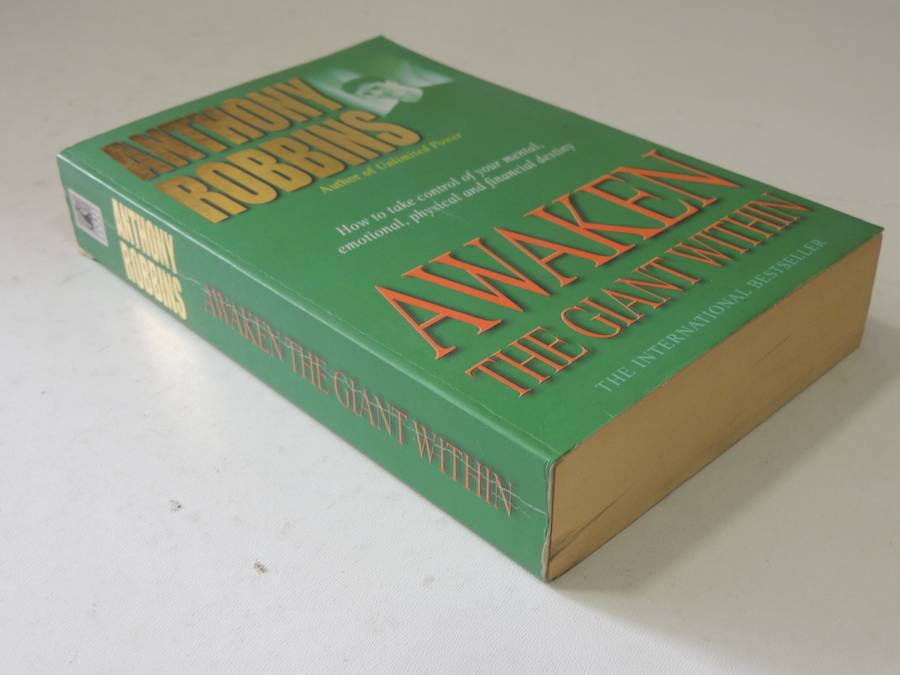 ANTHONY
ROBBINS
Author of Unlimited Power
How to take control of your mental,
emotional, physical and financial destiny
AWAKEN
THE GIANT WITHIN
THE INTERNATIONAL BESTSELLER
ANTHONY
ROBBINS
AWAKEN THE GIANT WITHIN